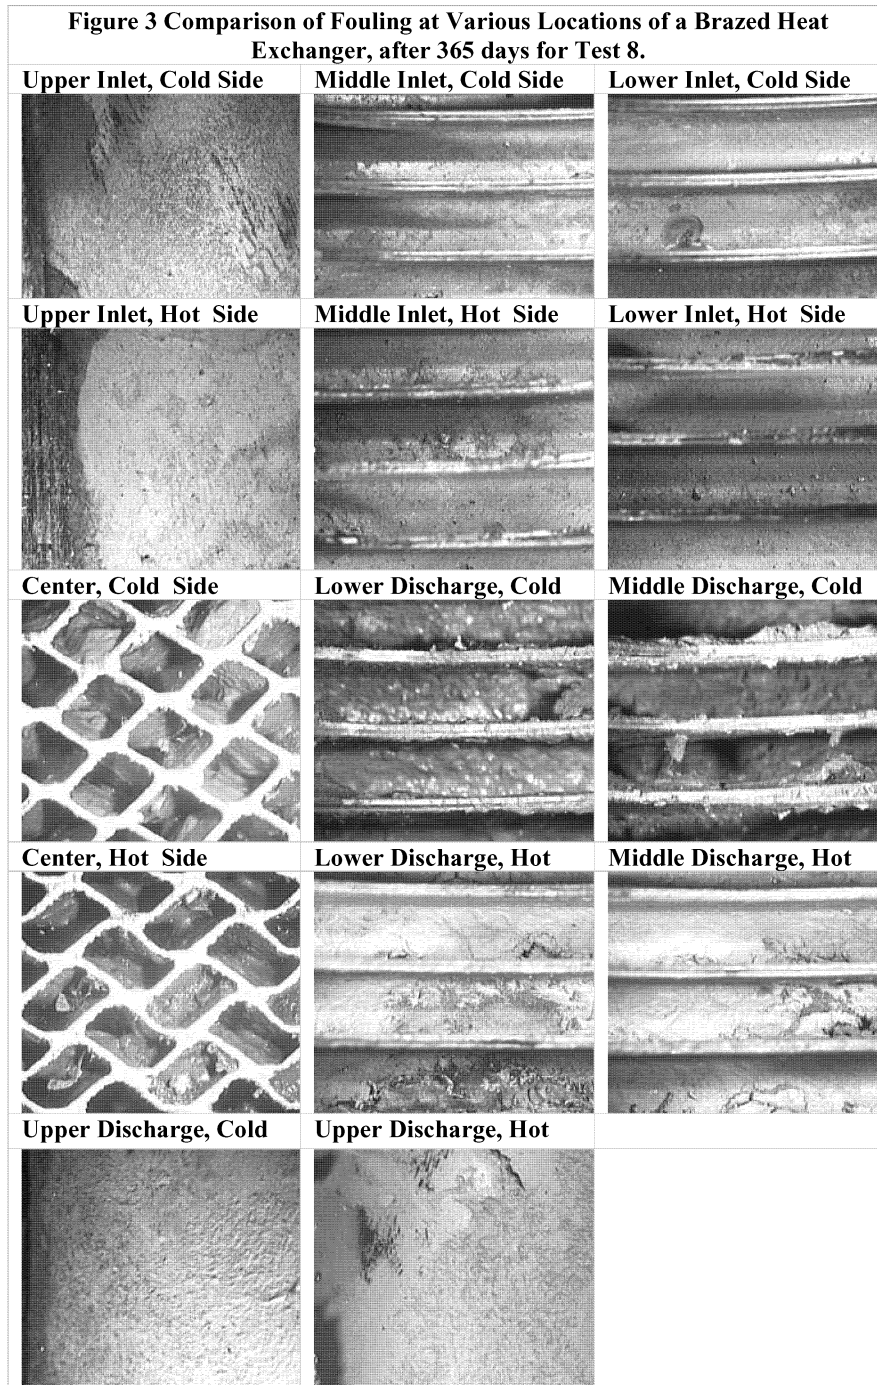 Figure 3 Comparison of Fouling at Various Locations of a Brazed Heat
Exchanger, after 365 days for Test 8.
Upper Inlet, Cold Side
Middle Inlet, Cold Side
Lower Inlet, Cold Side
Upper Inlet, Hot  Side
Middle Inlet, Hot  Side
Lower Inlet, Hot  Side
Center, Cold  Side
Lower Discharge, Cold
Middle Discharge, Cold
Center, Hot  Side
Lower Discharge, Hot
Middle Discharge, Hot
Upper Discharge, Cold
Upper Discharge, Hot